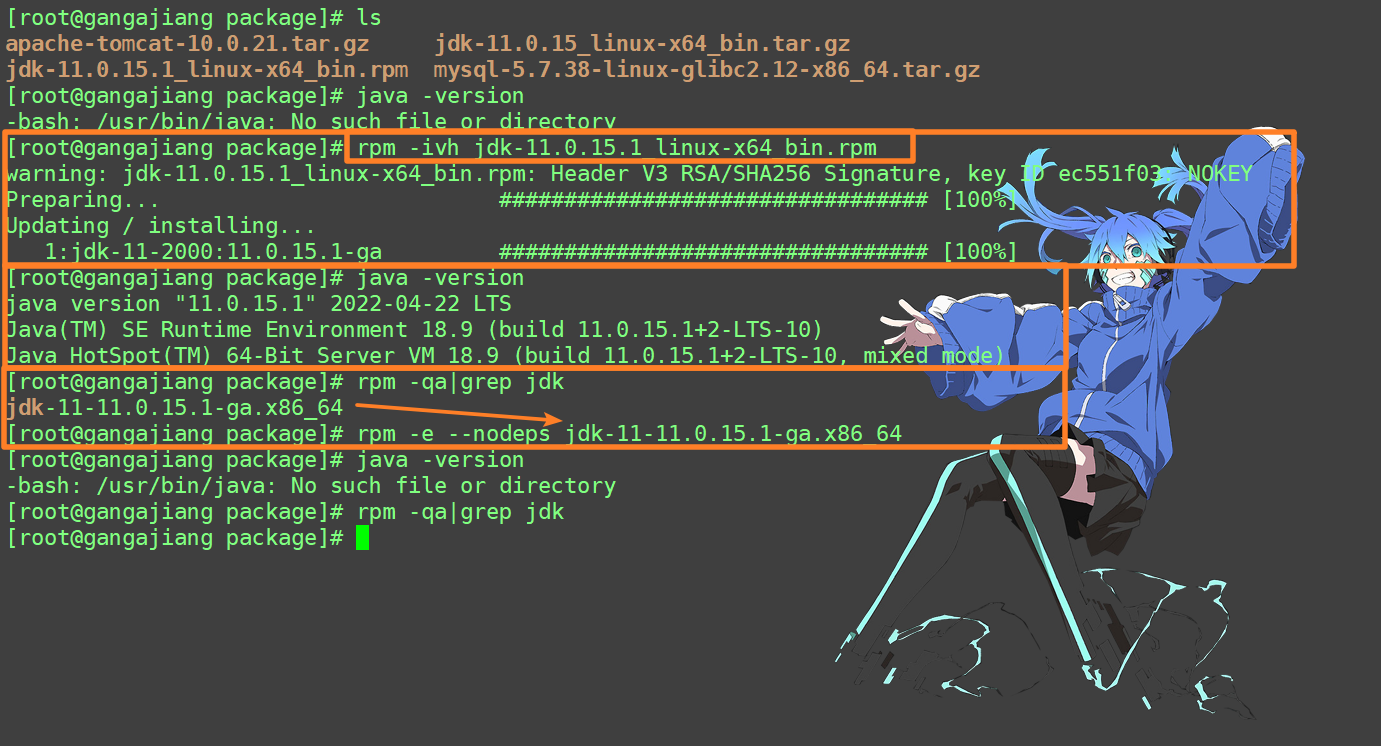 [root@gangajiang package]# ls
apache-tomcat-10.0.21.tar.gz     jdk-11.0.15_linux-x64_bin.tar.gz
jdk-11.0.15.1_linux-x64_bin.rpm  mysql-5.7.38-linux-glibc2.12-x86_64.tar.gz
[root@gangajiang package]# java -version
-bash: /usr/bin/java: No such file or directory
[root@gangajiang package]# rpm -ivh jdk-11.0.15.1_linux-x64_bin.rpm
warning: jdk-11.0.15.1_linux-x64_bin.rpm: Header V3 RSA/SHA256 Signature, key ID ec551f03: NOKEY
Preparing...                          ################################# [100%]
Updating / installing...
   1:jdk-11-2000:11.0.15.1-ga         ################################# [100%]
[root@gangajiang package]# java -version
java version "11.0.15.1" 2022-04-22 LTS
Java(TM) SE Runtime Environment 18.9 (build 11.0.15.1+2-LTS-10)
Java HotSpot(TM) 64-Bit Server VM 18.9 (build 11.0.15.1+2-LTS-10, mixed mode)
[root@gangajiang package]# rpm -qa|grep jdk
jdk-11-11.0.15.1-ga.x86_64
[root@gangajiang package]# rpm -e --nodeps jdk-11-11.0.15.1-ga.x86_64
[root@gangajiang package]# java -version
-bash: /usr/bin/java: No such file or directory
[root@gangajiang package]# rpm -qa|grep jdk
[root@gangajiang package]#